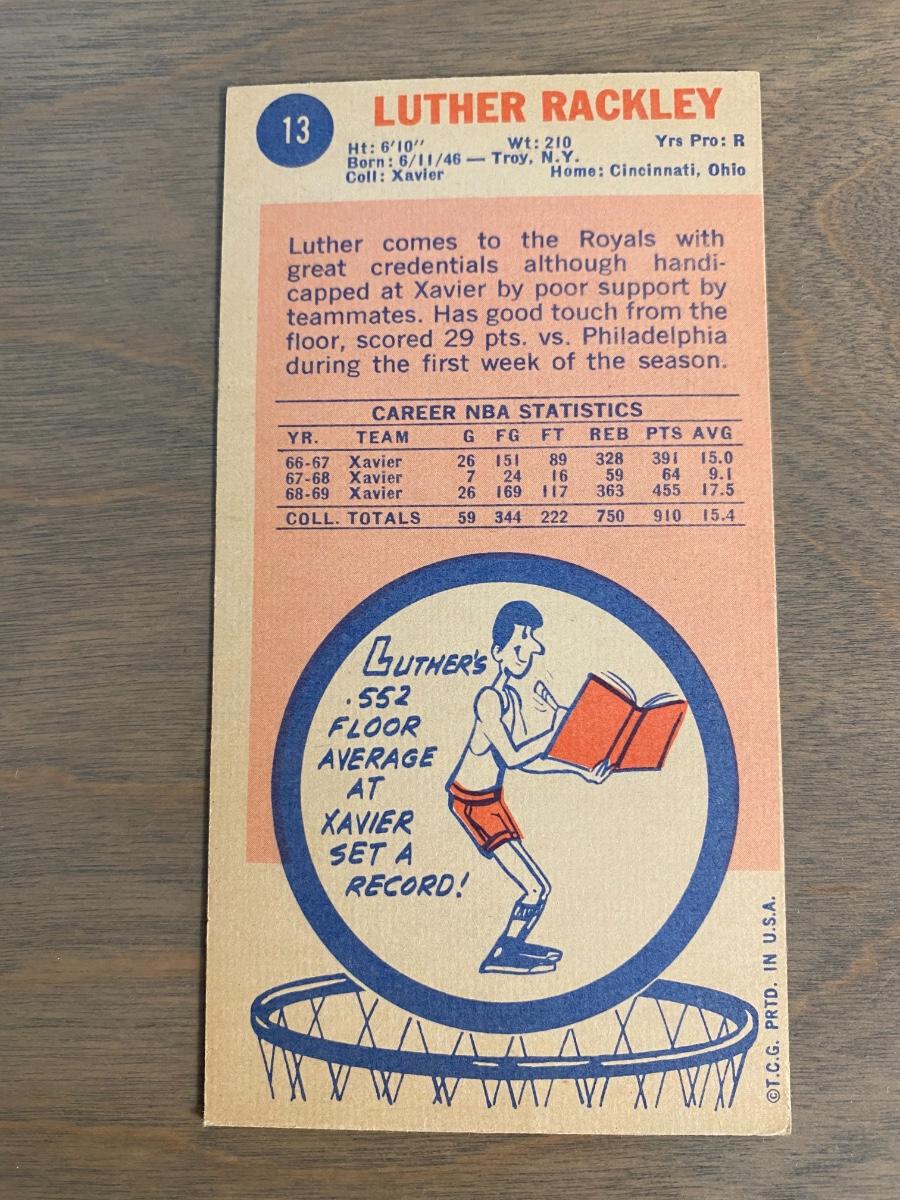 13
LUTHER RACKLEY
Ht: 6'10" Wt: 210 Yrs Pro: R
Born: 6/11/46 — Troy, N.Y.
Coll: Xavier Home: Cincinnati, Ohio
Luther comes to the Royals with
great credentials although handi-
capped at Xavier by poor support by
teammates. Has good touch from the
floor, scored 29 pts. vs. Philadelphia
during the first week of the season.
CAREER NBA STATISTICS
YR. TEAM G FG FT REB PTS AVG
66-67 Xavier 26 151 89 328 391 15.0
67-68 Xavier 7 24 16 59 64 9.1
68-69 Xavier 26 169 117 363 455 17.5
COLL. TOTALS 59 344 222 750 910 15.4
LUTHER'S
.552
FLOOR
AVERAGE
AT
XAVIER
SET A
RECORD!
©T.C.G. PRTD. IN U.S.A.